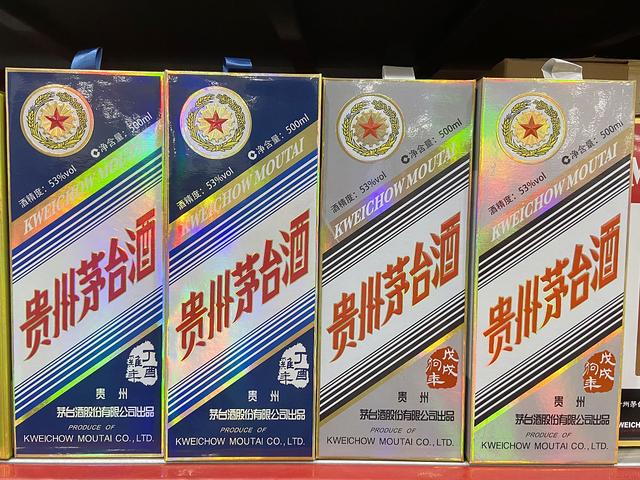 净含量：500ml
酒精度：53%vol
KWEICHOW MOUTAI
贵州茅台酒
丁酉
雞年
贵 州
茅台酒股份有限公司出品
PRODUCE OF
KWEICHOW MOUTAI CO., LTD.
净含量：500ml
酒精度：53%vol
KWEICHOW MOUTAI
贵州茅台酒
丁酉
雞年
贵 州
茅台酒股份有限公司出品
PRODUCE OF
KWEICHOW MOUTAI CO., LTD.
净含量：500ml
酒精度：53%vol
KWEICHOW MOUTAI
贵州茅台酒
戊戌
狗年
贵 州
茅台酒股份有限公司出品
PRODUCE OF
KWEICHOW MOUTAI CO., LTD.
净含量：500ml
酒精度：53%vol
KWEICHOW MOUTAI
贵州茅台酒
戊戌
狗年
贵 州
茅台酒股份有限公司出品
PRODUCE OF
KWEICHOW MOUTAI CO., LTD.